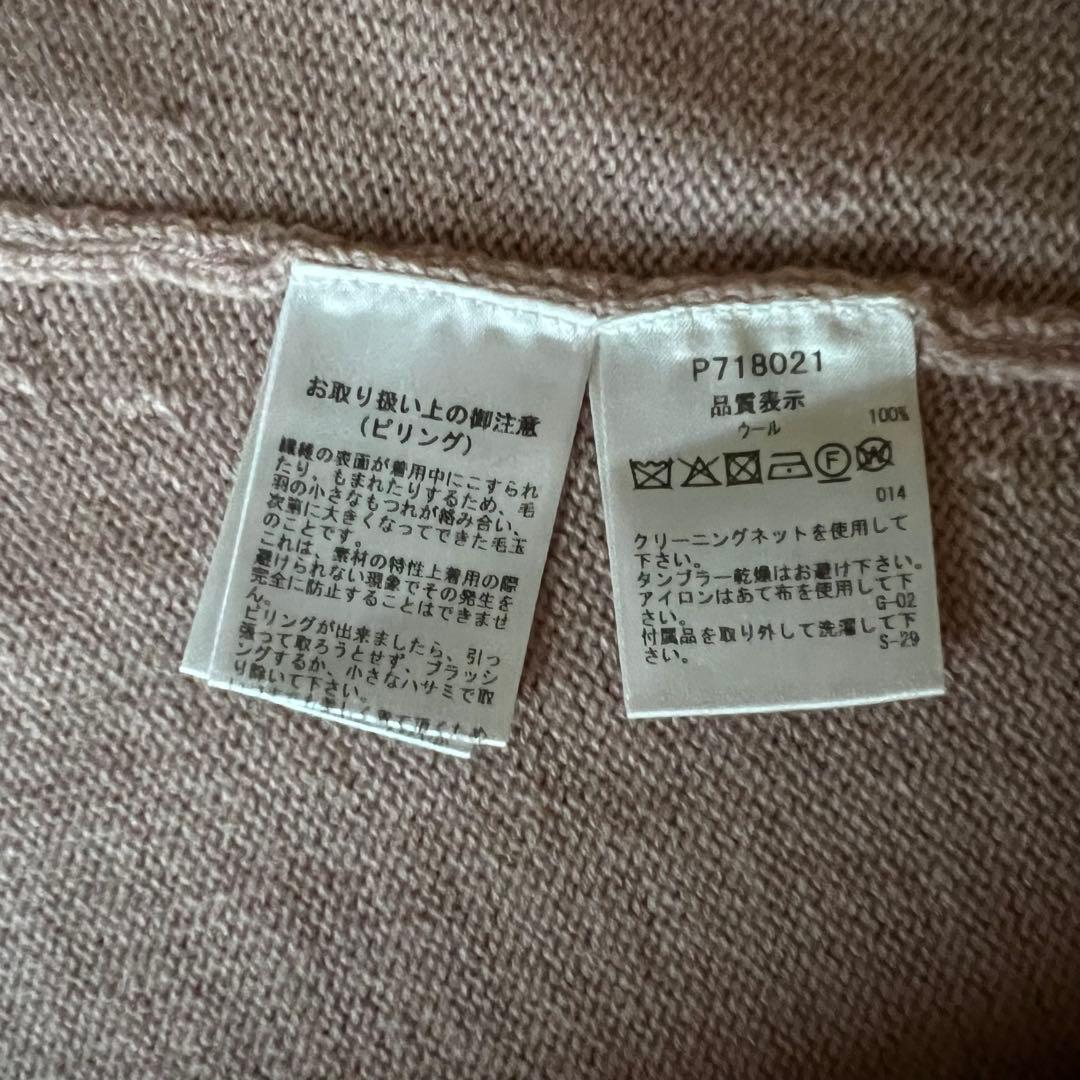 お取り扱い上の御注意
(ピリング)
繊維の表面が着用中にこすられ
たり、もまれたりするため、毛
羽の小さなもつれが絡み合い、
次第に大きくなってできた毛玉
のことです。
これは、素材の特性上着用の際
避けられない現象でその発生を
完全に防止することはできませ
ん。
ピリングが出来ましたら、引っ
張って取ろうとせず、ブラッシ
ングするか、小さなハサミで取
り除いて下さい。
P718021
品質表示
ウール 100%
F W
014
クリーニングネットを使用して
下さい。
タンブラー乾燥はお避け下さい。
アイロンはあて布を使用して下
さい。 G-02
付属品を取り外して洗濯して下
さい。 S-29